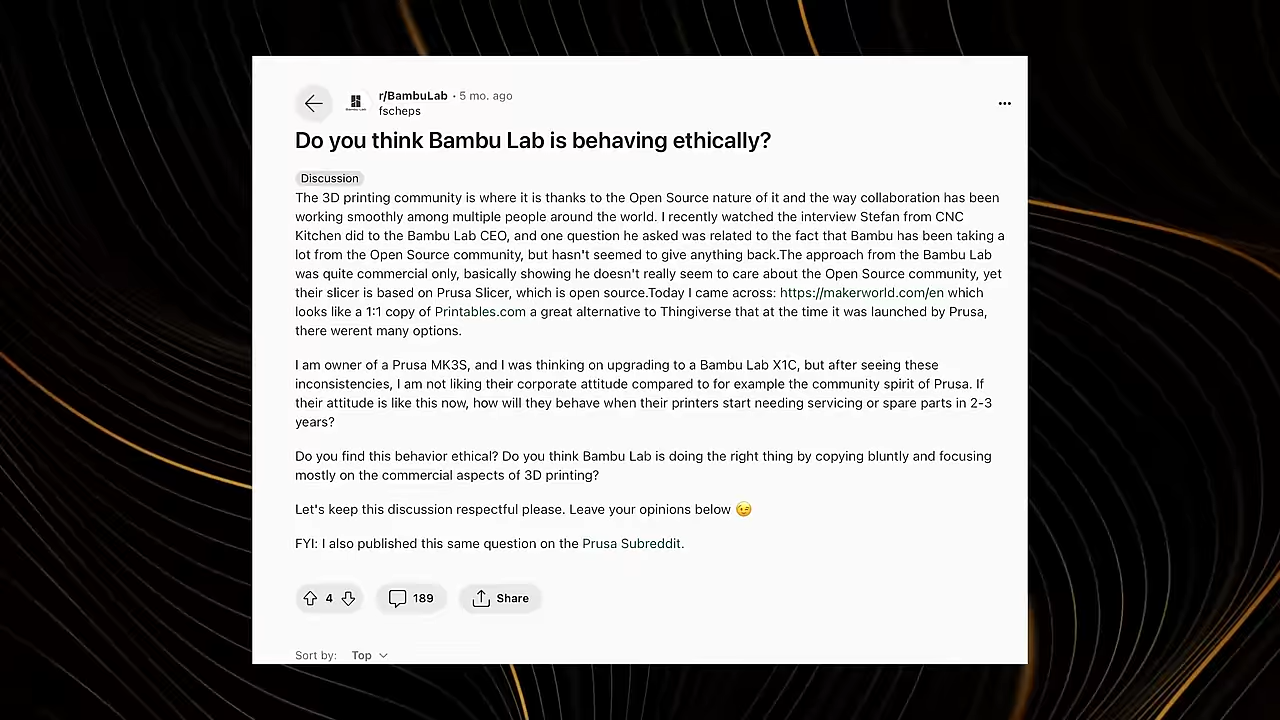 r/BambuLab · 5 mo. ago
fscheps
Do you think Bambu Lab is behaving ethically?
Discussion
The 3D printing community is where it is thanks to the Open Source nature of it and the way collaboration has been
working smoothly among multiple people around the world. I recently watched the interview Stefan from CNC
Kitchen did to the Bambu Lab CEO, and one question he asked was related to the fact that Bambu has been taking a
lot from the Open Source community, but hasn't seemed to give anything back.The approach from the Bambu Lab
was quite commercial only, basically showing he doesn't really seem to care about the Open Source community, yet
their slicer is based on Prusa Slicer, which is open source.Today I came across: https://makerworld.com/en which
looks like a 1:1 copy of Printables.com a great alternative to Thingiverse that at the time it was launched by Prusa,
there werent many options.
I am owner of a Prusa MK3S, and I was thinking on upgrading to a Bambu Lab X1C, but after seeing these
inconsistencies, I am not liking their corporate attitude compared to for example the community spirit of Prusa. If
their attitude is like this now, how will they behave when their printers start needing servicing or spare parts in 2-3
years?
Do you find this behavior ethical? Do you think Bambu Lab is doing the right thing by copying bluntly and focusing
mostly on the commercial aspects of 3D printing?
Let's keep this discussion respectful please. Leave your opinions below 😉
FYI: I also published this same question on the Prusa Subreddit.
4 189 Share
Sort by: Top